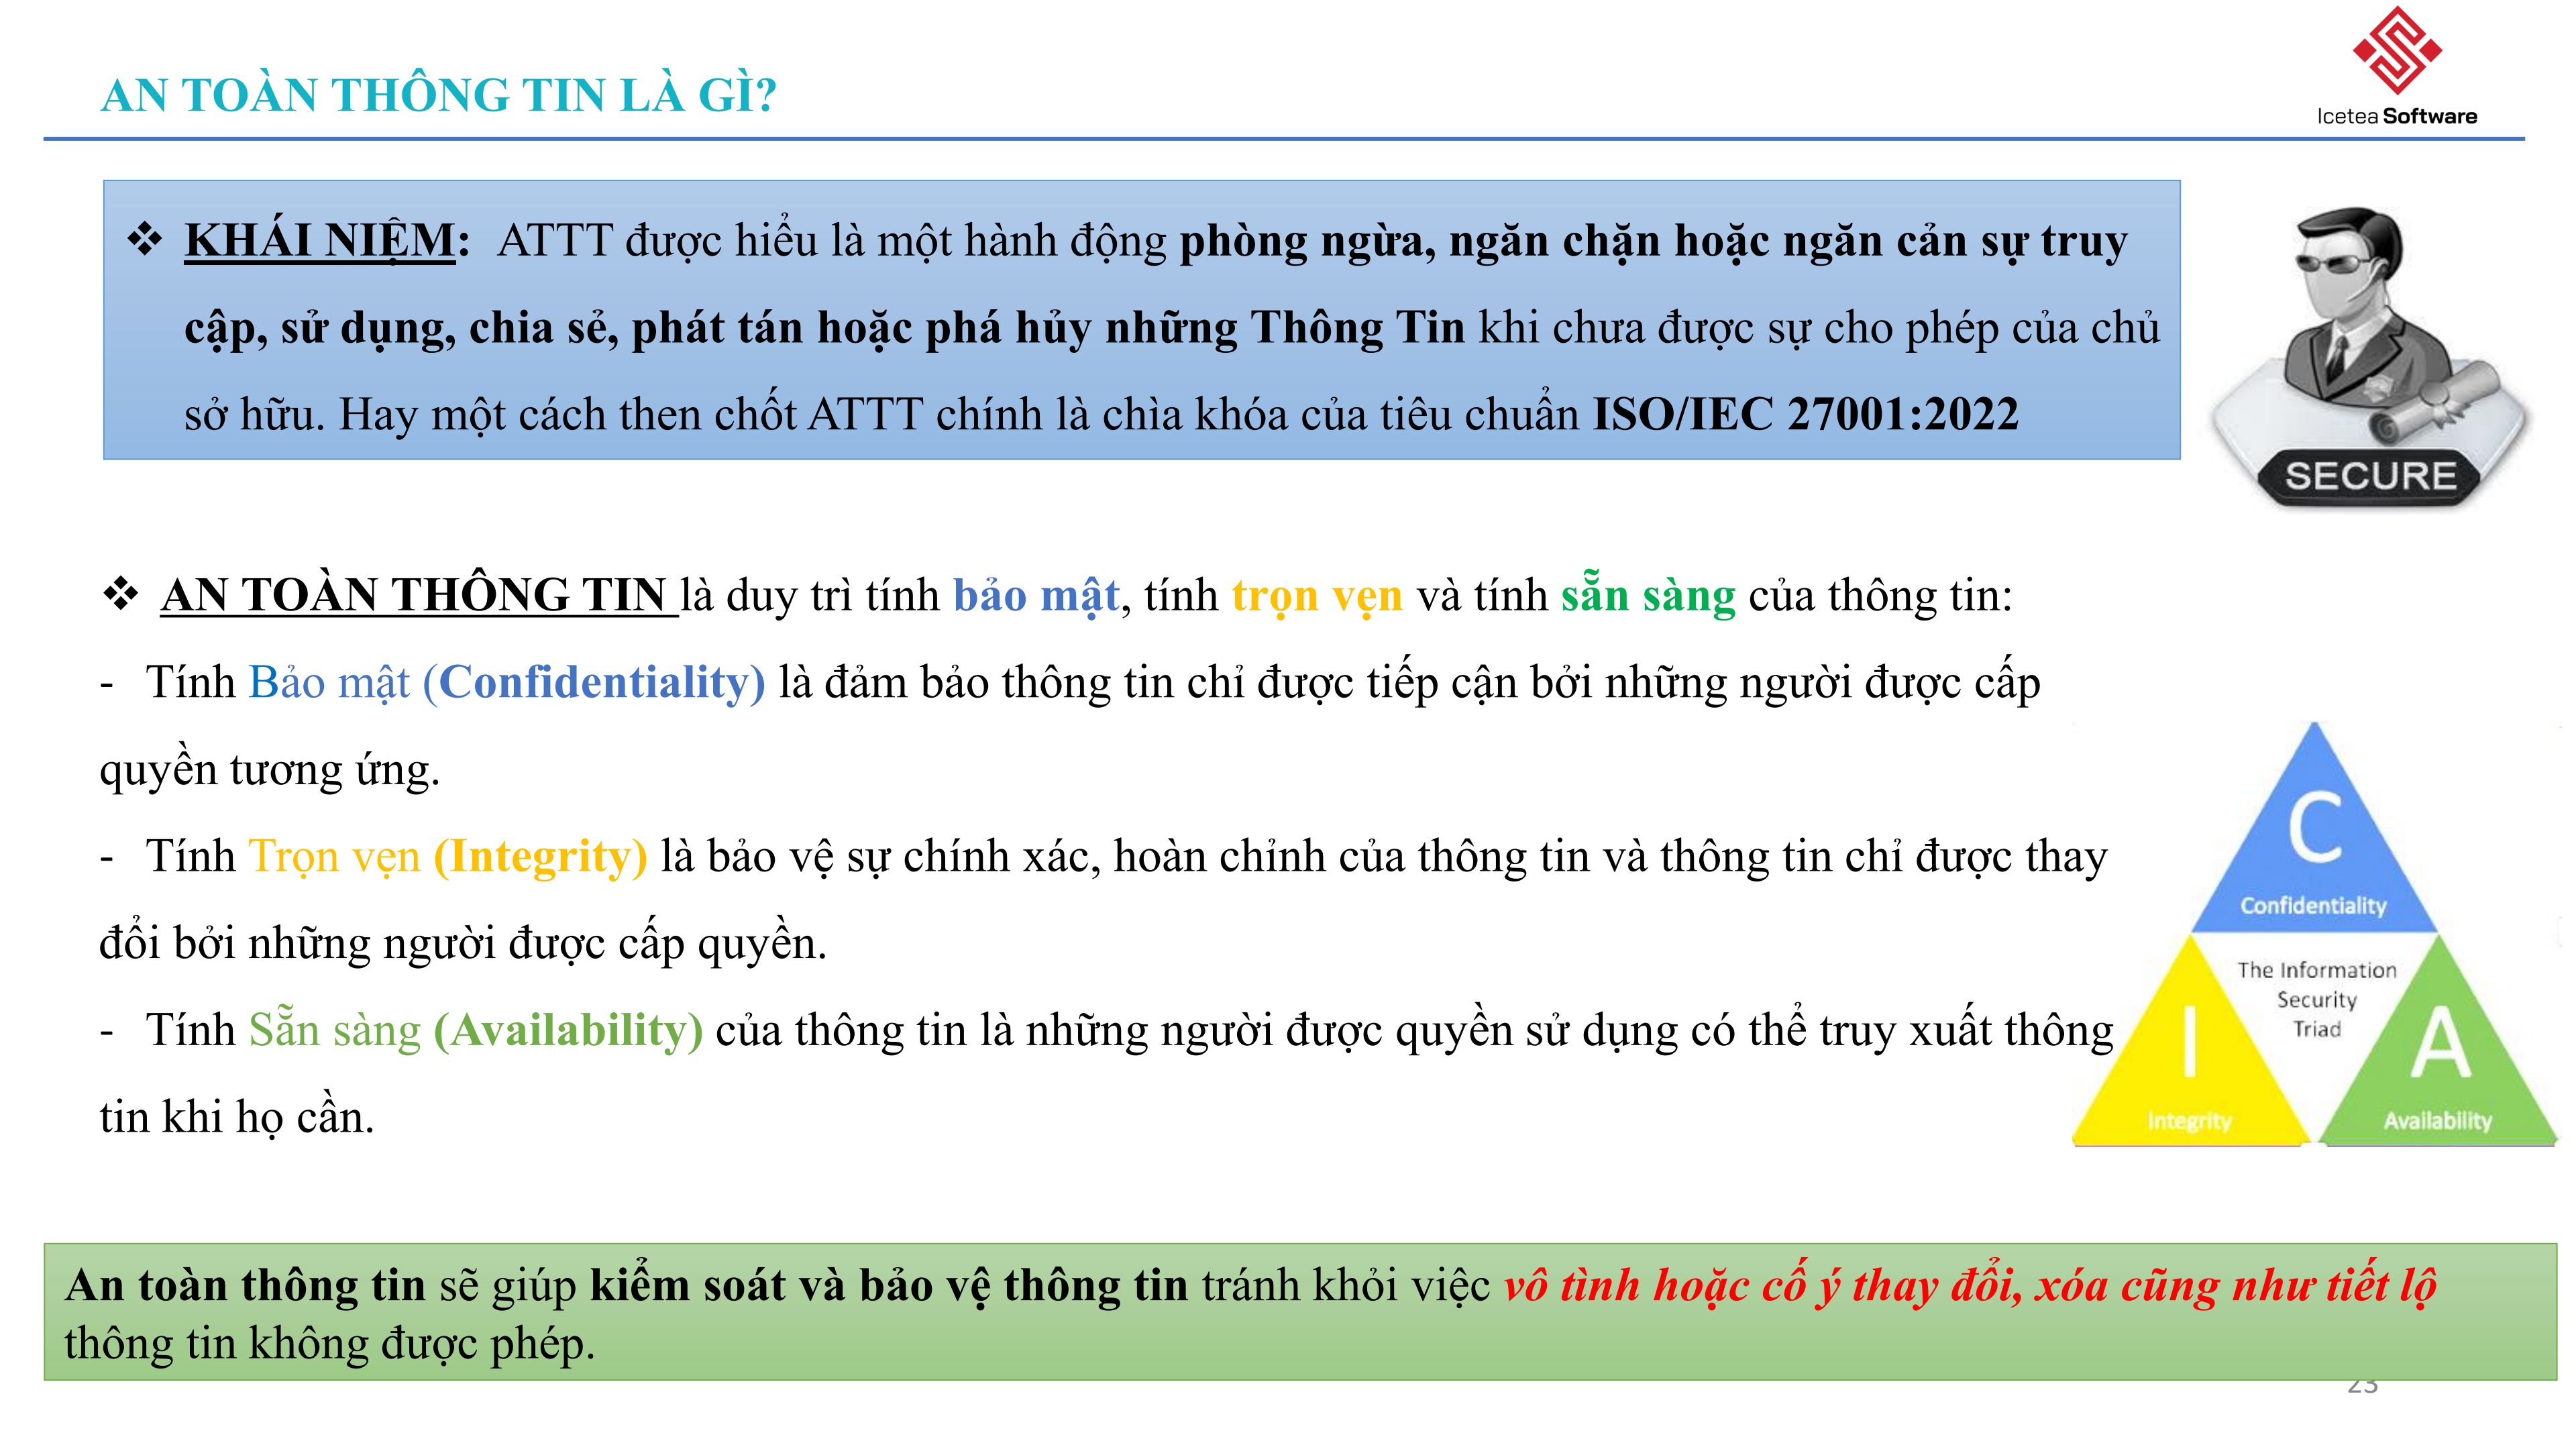 AN TOÀN THÔNG TIN LÀ GÌ?
Icetea Software
❖ KHÁI NIỆM: ATTT được hiểu là một hành động phòng ngừa, ngăn chặn hoặc ngăn cản sự truy
cập, sử dụng, chia sẻ, phát tán hoặc phá hủy những Thông Tin khi chưa được sự cho phép của chủ
sở hữu. Hay một cách then chốt ATTT chính là chìa khóa của tiêu chuẩn ISO/IEC 27001:2022
SECURE
❖ AN TOÀN THÔNG TIN là duy trì tính bảo mật, tính trọn vẹn và tính sẵn sàng của thông tin:
- Tính Bảo mật (Confidentiality) là đảm bảo thông tin chỉ được tiếp cận bởi những người được cấp
quyền tương ứng.
- Tính Trọn vẹn (Integrity) là bảo vệ sự chính xác, hoàn chỉnh của thông tin và thông tin chỉ được thay
đổi bởi những người được cấp quyền.
- Tính Sẵn sàng (Availability) của thông tin là những người được quyền sử dụng có thể truy xuất thông
tin khi họ cần.
C
Confidentiality
The Information
Security
Triad
I
Integrity
A
Availability
An toàn thông tin sẽ giúp kiểm soát và bảo vệ thông tin tránh khỏi việc vô tình hoặc cố ý thay đổi, xóa cũng như tiết lộ
thông tin không được phép.
23